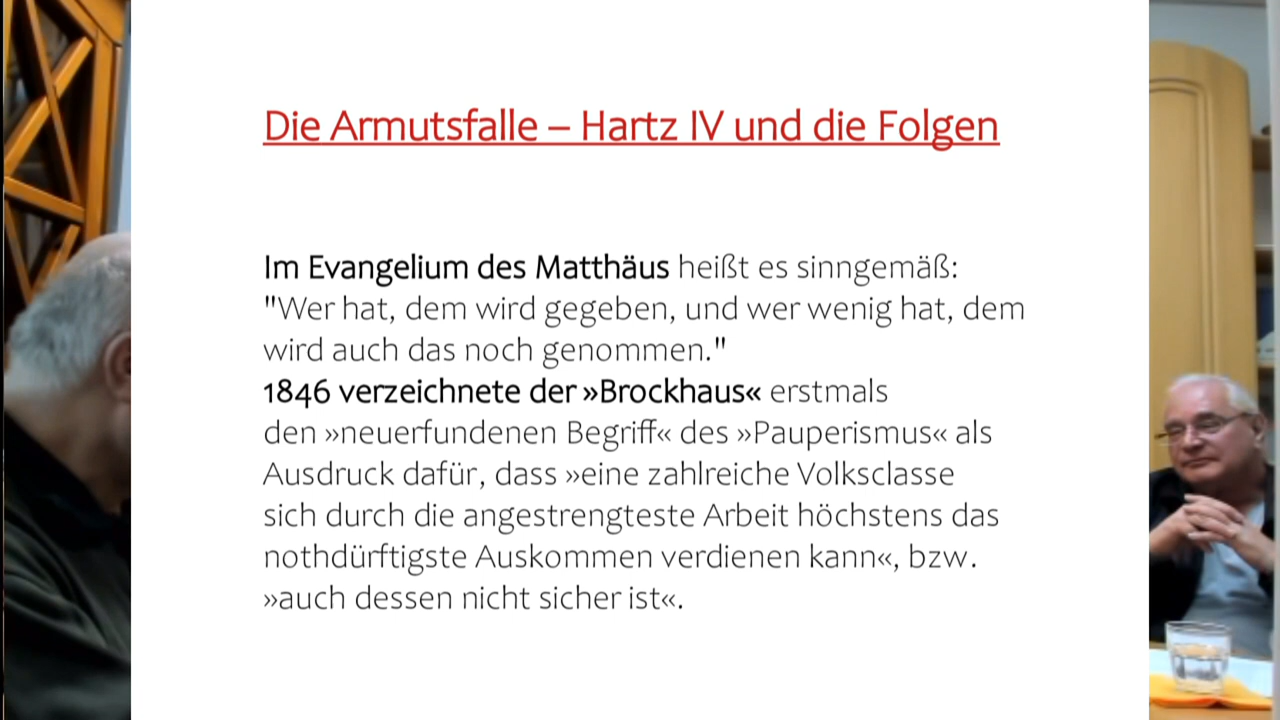 Die Armutsfalle – Hartz IV und die Folgen
Im Evangelium des Matthäus heißt es sinngemäß:
"Wer hat, dem wird gegeben, und wer wenig hat, dem
wird auch das noch genommen."
1846 verzeichnete der »Brockhaus« erstmals
den »neuerfundenen Begriff« des »Pauperismus« als
Ausdruck dafür, dass »eine zahlreiche Volksclasse
sich durch die angestrengteste Arbeit höchstens das
nothdürftigste Auskommen verdienen kann«, bzw.
»auch dessen nicht sicher ist«.